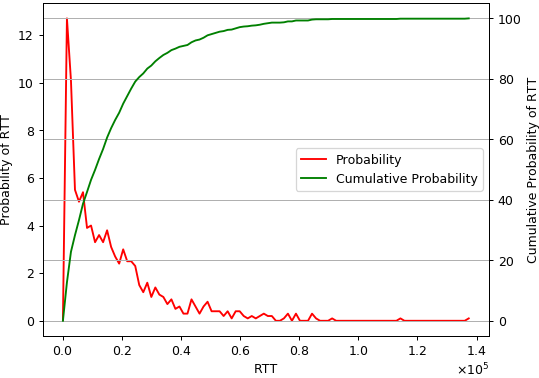 Probability of RTT
12
10
8
6
4
2
0
100
80
60
40
20
0
Cumulative Probability of RTT
Probability
Cumulative Probability
0.0 0.2 0.4 0.6 0.8 1.0 1.2 1.4
RTT
×10⁵